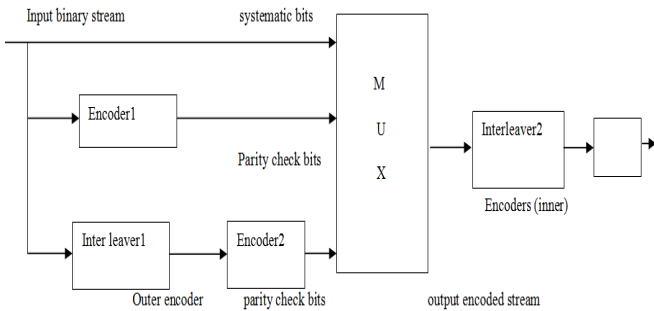 Input binary stream
systematic bits
M
U
X
Encoder1
Interleaver2
Parity check bits
Encoders (inner)
Inter leaver1
Encoder2
Outer encoder
parity check bits
output encoded stream